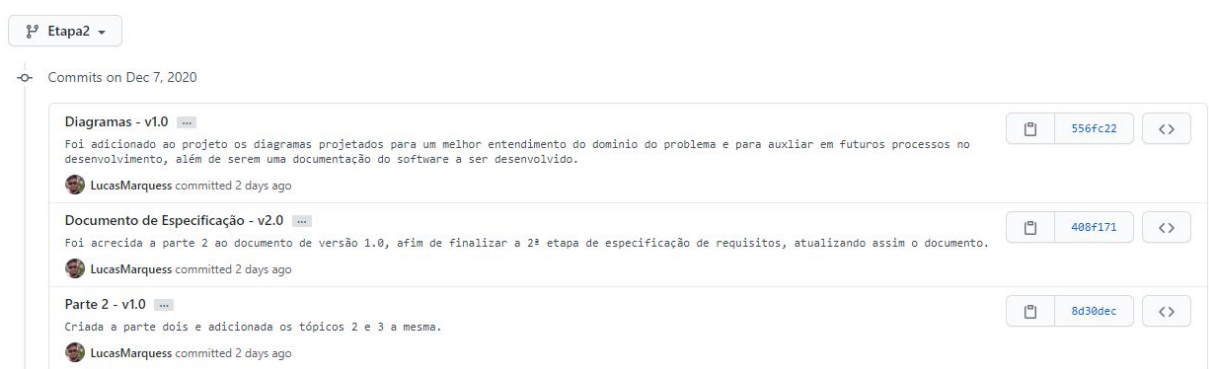 Etapa2
Commits on Dec 7, 2020
Diagramas - v1.0 ...
556fc22
Foi adicionado ao projeto os diagramas projetados para um melhor entendimento do dominio do problema e para auxliar em futuros processos no
desenvolvimento, além de serem uma documentação do software a ser desenvolvido.
LucasMarquess committed 2 days ago
Documento de Especificação - v2.0 ...
408f171
Foi acrecida a parte 2 ao documento de versão 1.0, afim de finalizar a 2ª etapa de especificação de requisitos, atualizando assim o documento.
LucasMarquess committed 2 days ago
Parte 2 - v1.0 ...
8d30dec
Criada a parte dois e adicionada os tópicos 2 e 3 a mesma.
LucasMarquess committed 2 days ago